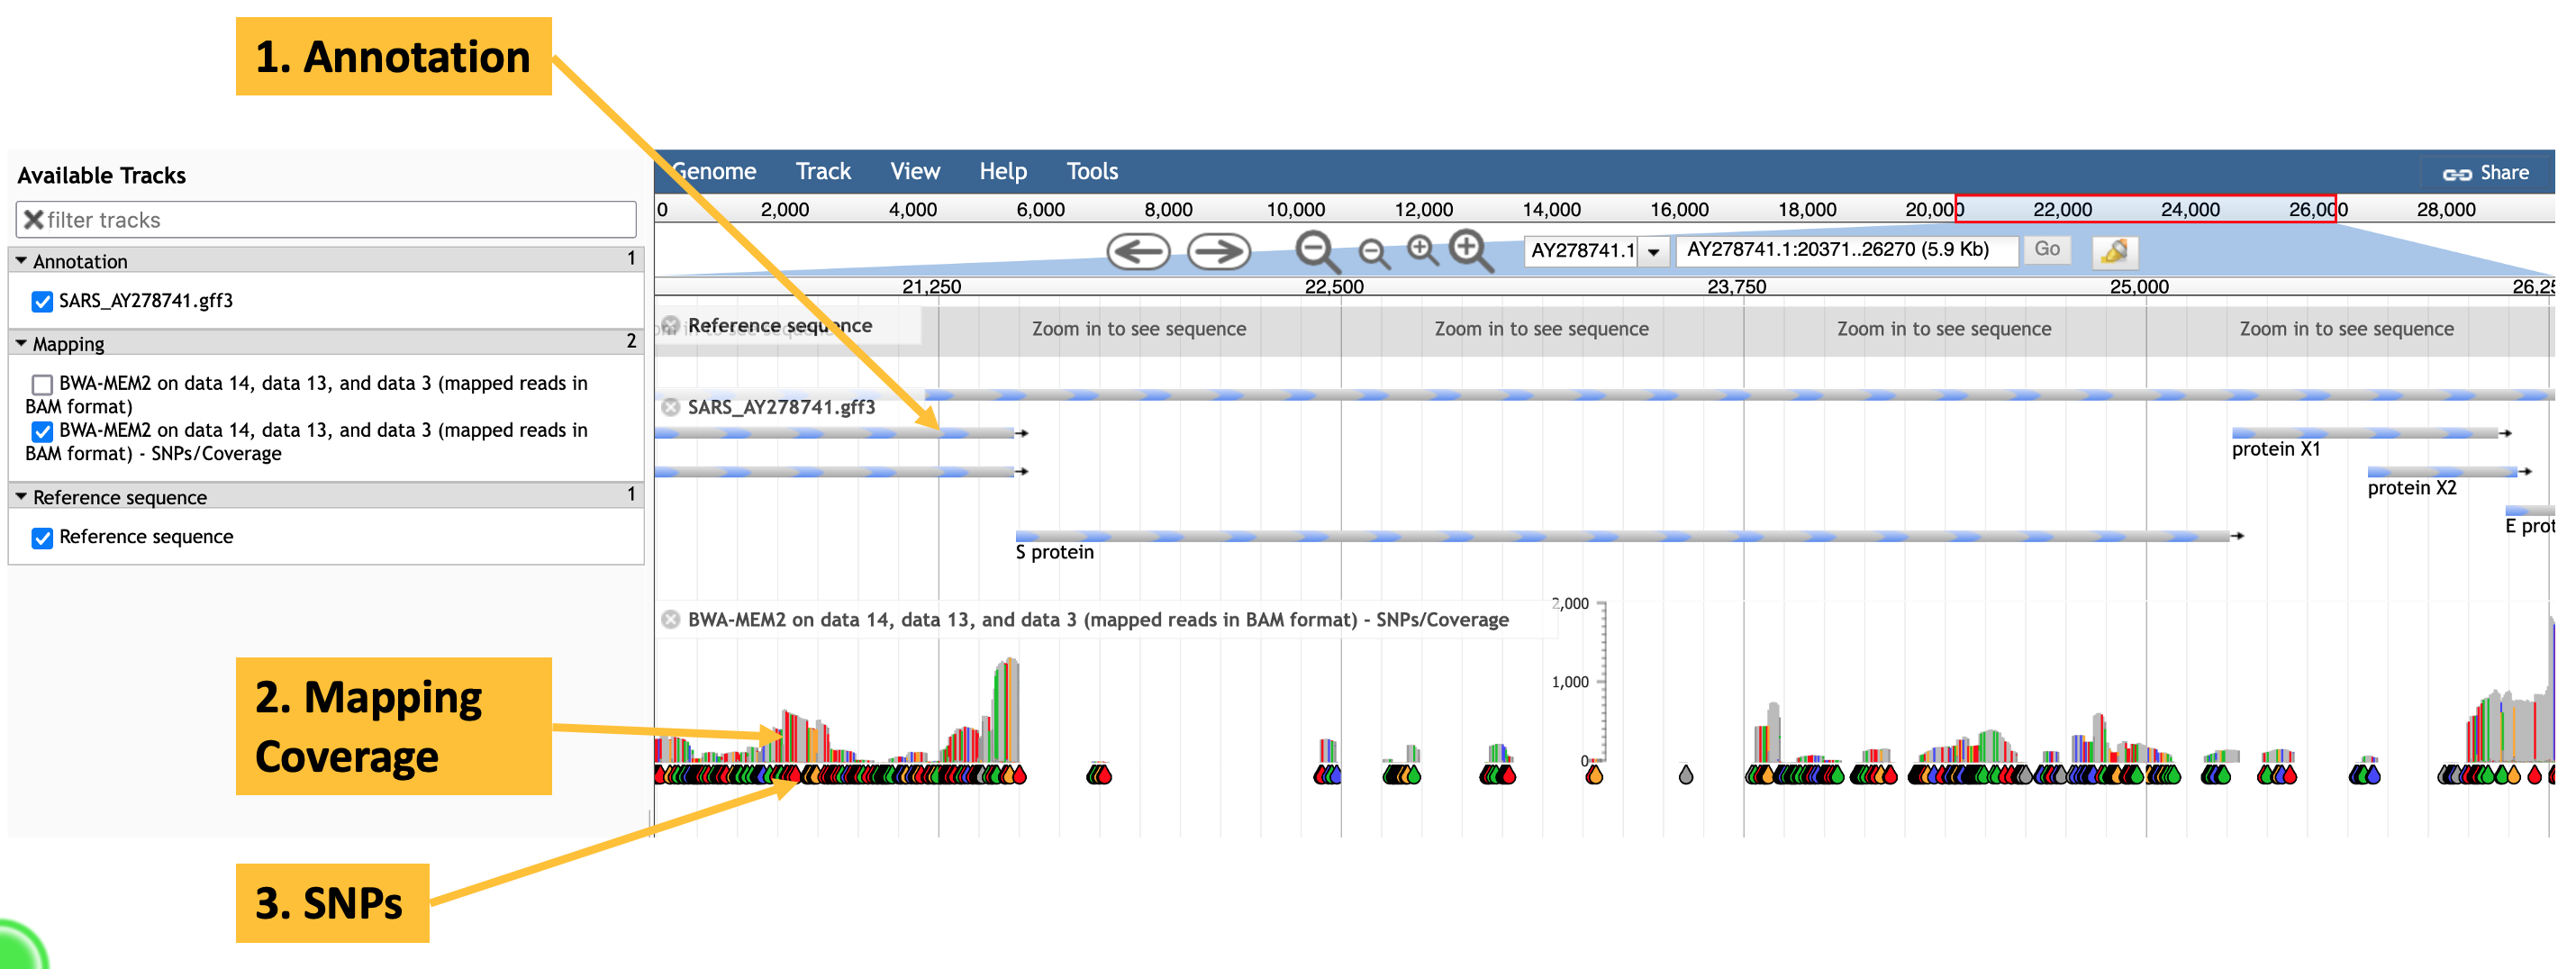 1. Annotation
Available Tracks
filter tracks
Annotation 1
SARS_AY278741.gff3
Mapping 2
BWA-MEM2 on data 14, data 13, and data 3 (mapped reads in
BAM format)
BWA-MEM2 on data 14, data 13, and data 3 (mapped reads in
BAM format) - SNPs/Coverage
Reference sequence 1
Reference sequence
Genome Track View Help Tools Share
0 2,000 4,000 6,000 8,000 10,000 12,000 14,000 16,000 18,000 20,000 22,000 24,000 26,000 28,000
AY278741.1 AY278741.1:20371..26270 (5.9 Kb) Go
21,250 22,500 23,750 25,000 26,25
Reference sequence Zoom in to see sequence Zoom in to see sequence Zoom in to see sequence Zoom in to see sequence
SARS_AY278741.gff3
protein X1
protein X2
E prot
S protein
BWA-MEM2 on data 14, data 13, and data 3 (mapped reads in BAM format) - SNPs/Coverage
2,000
1,000
0
2. Mapping
Coverage
3. SNPs